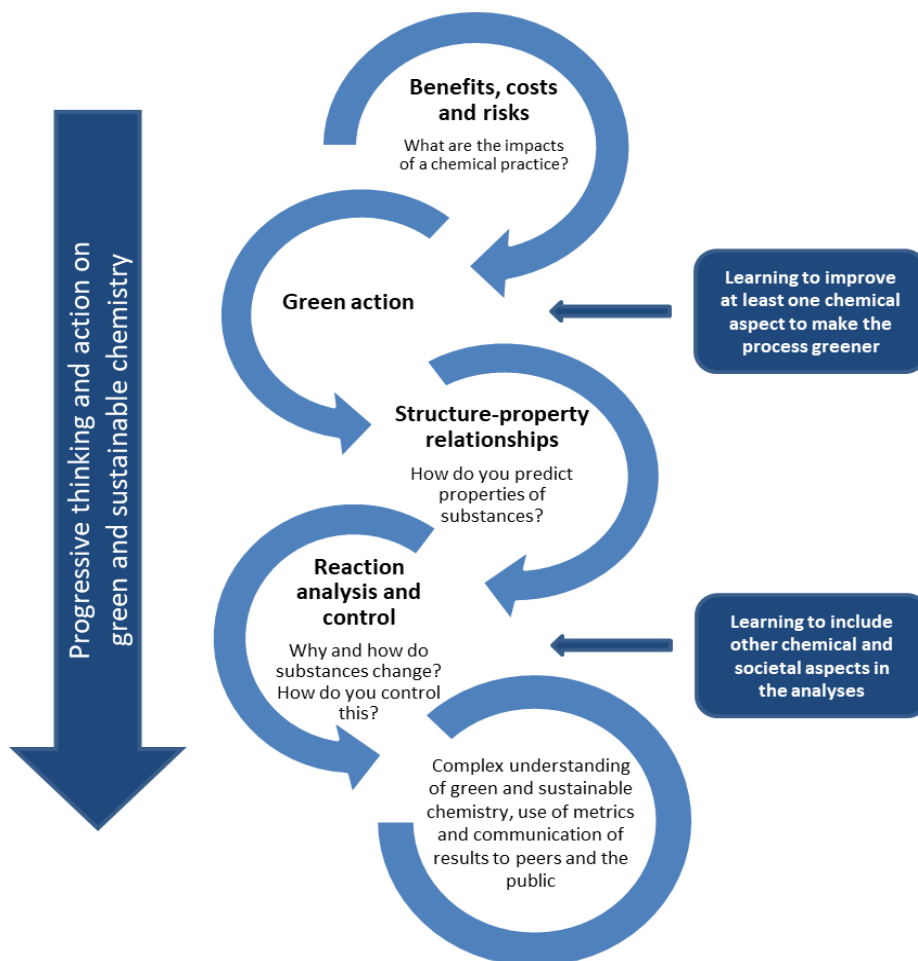 Benefits, costs
and risks
What are the impacts
of a chemical practice?
Progressive thinking and action on
green and sustainable chemistry
Green action
Learning to improve
at least one chemical
aspect to make the
process greener
Structure-property
relationships
How do you predict
properties of
substances?
Reaction
analysis and
control
Why and how do
substances change?
How do you control
this?
Learning to include
other chemical and
societal aspects in
the analyses
Complex understanding
of green and sustainable
chemistry, use of metrics
and communication of
results to peers and the
public